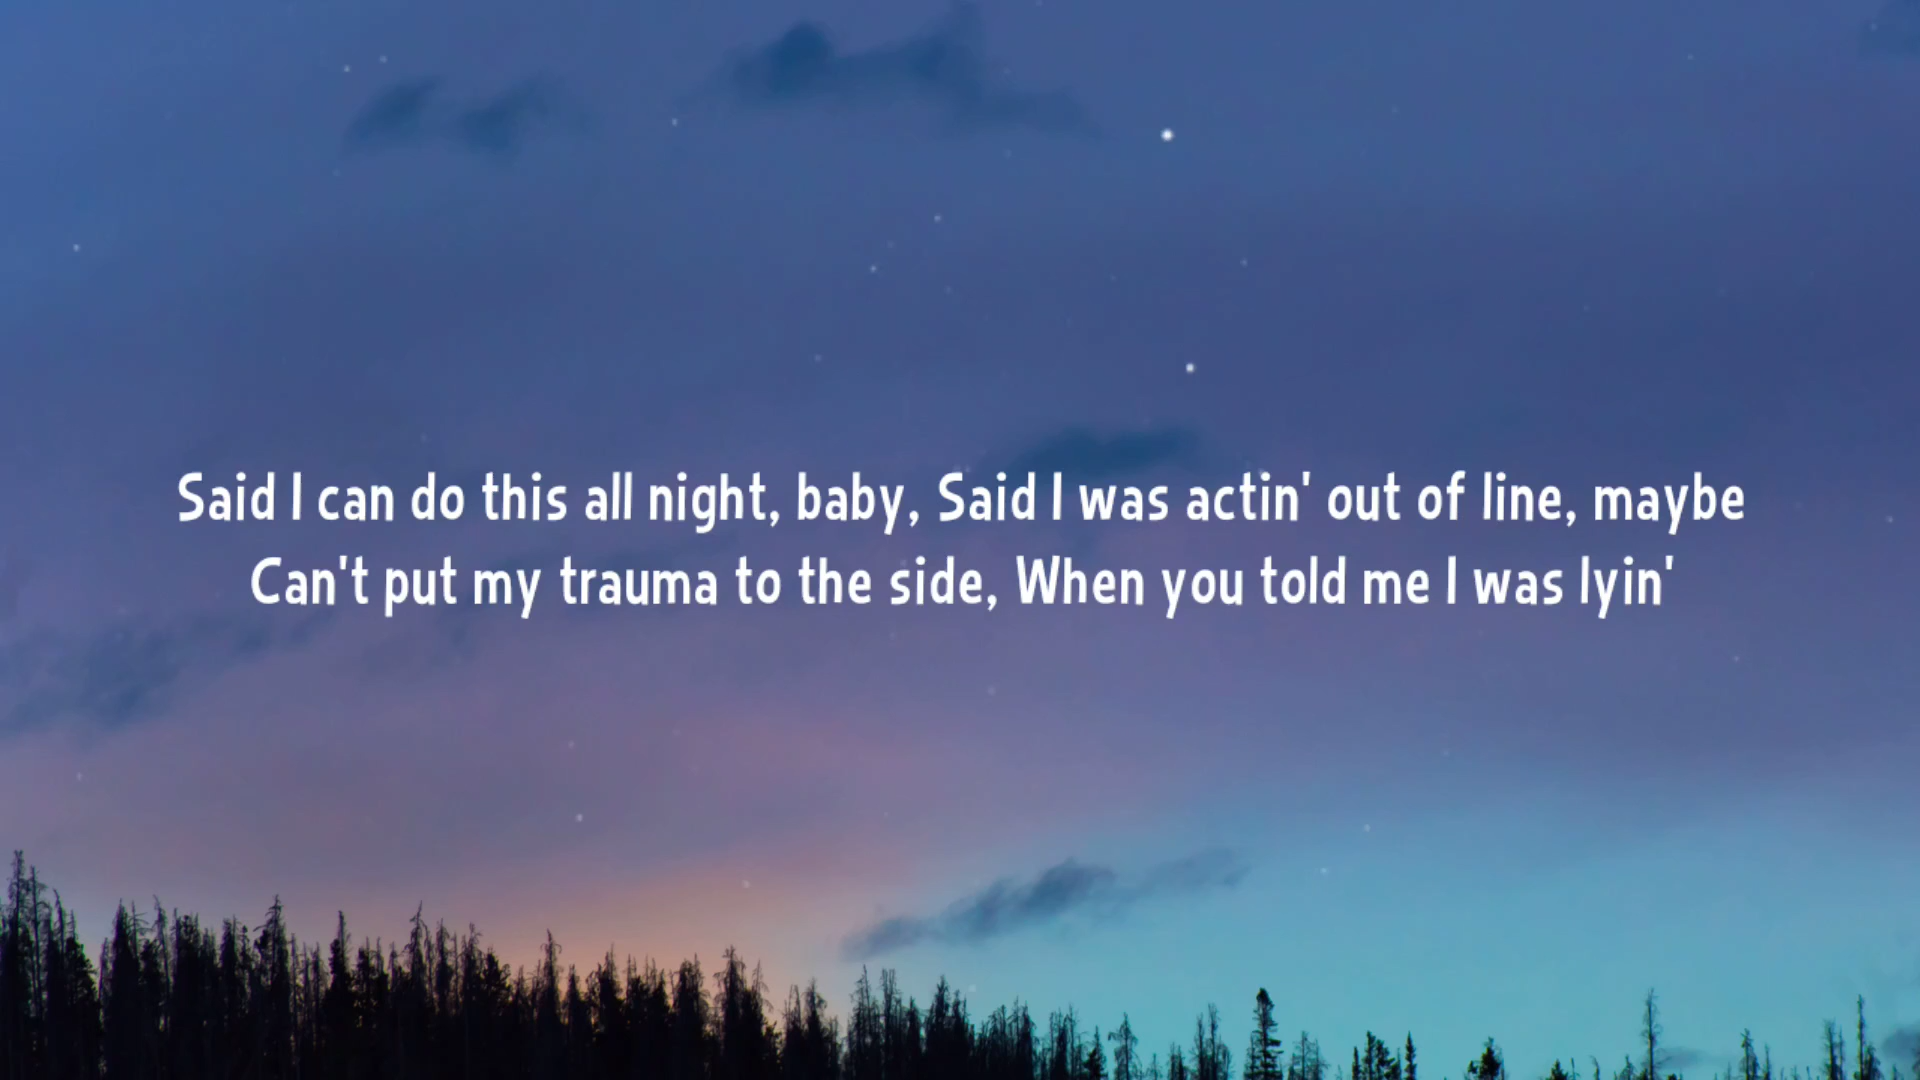 Said I can do this all night, baby, Said I was actin' out of line, maybe
Can't put my trauma to the side, When you told me I was lyin'